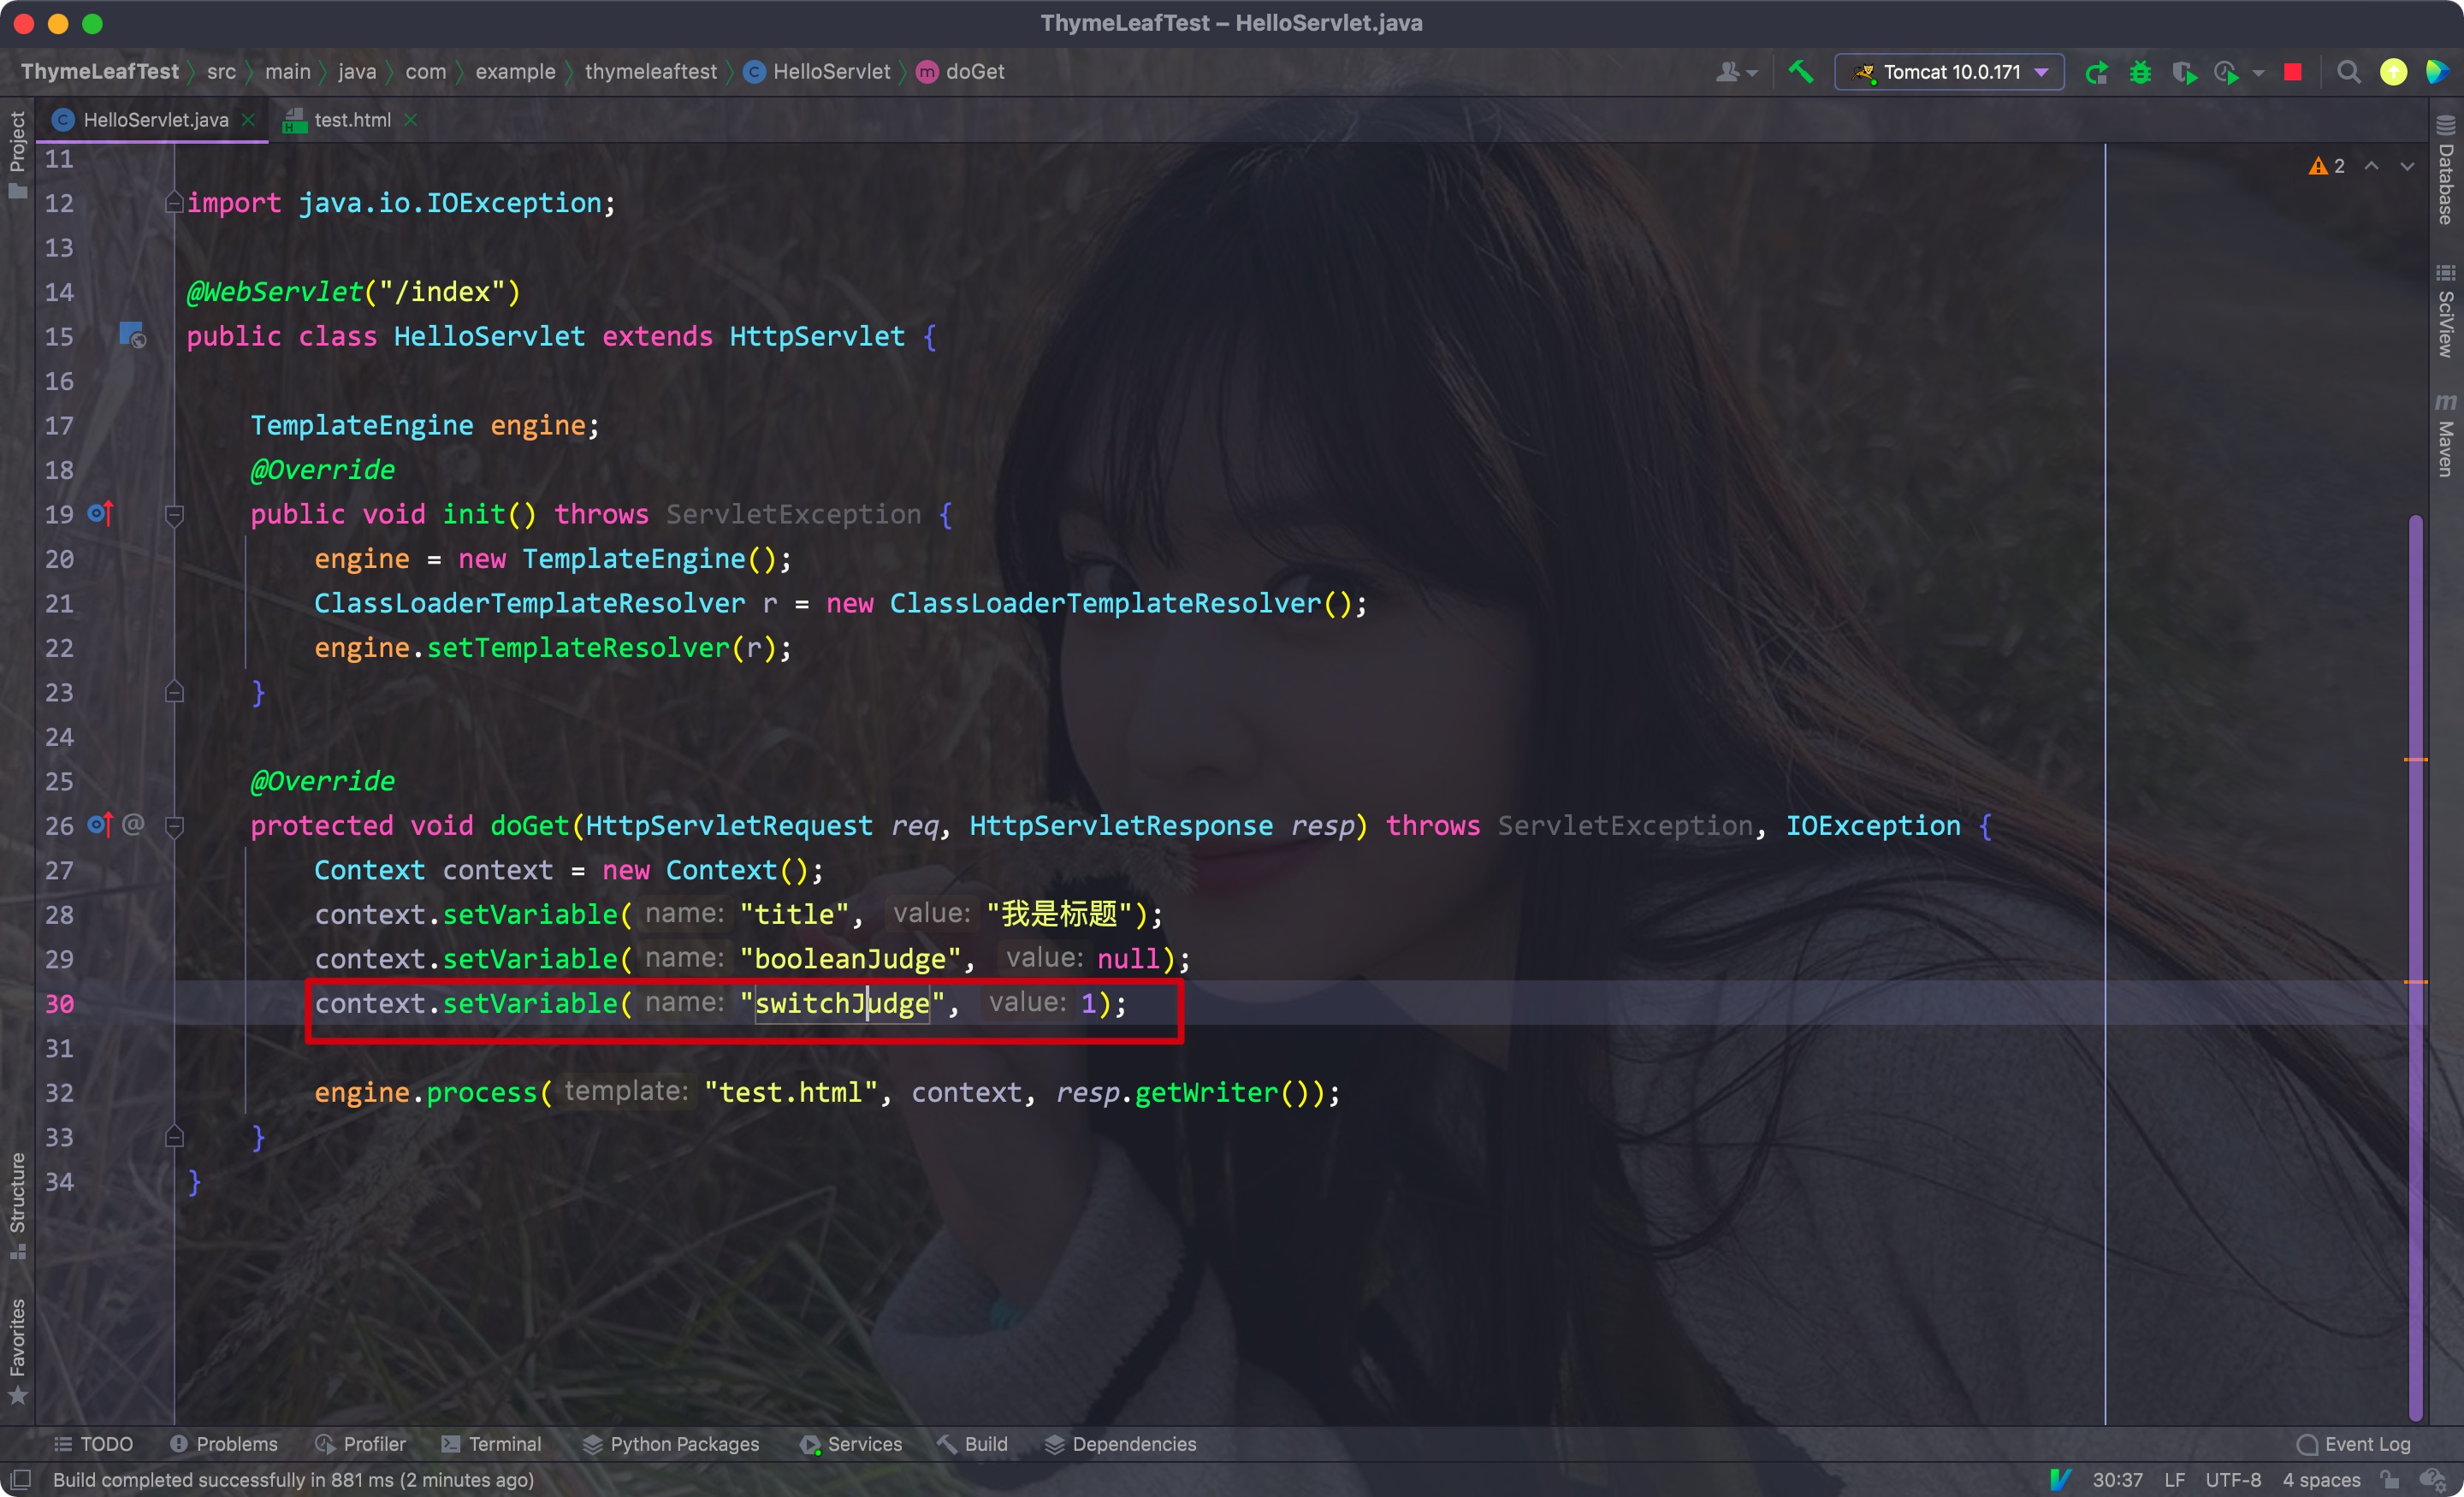 ThymeLeafTest – HelloServlet.java
ThymeLeafTest src main java com example thymeleaftest HelloServlet doGet
Tomcat 10.0.171
HelloServlet.java test.html
Project
Database
SciView
Maven
2
11
12 import java.io.IOException;
13
14 @WebServlet("/index")
15 public class HelloServlet extends HttpServlet {
16
17 TemplateEngine engine;
18 @Override
19 public void init() throws ServletException {
20 engine = new TemplateEngine();
21 ClassLoaderTemplateResolver r = new ClassLoaderTemplateResolver();
22 engine.setTemplateResolver(r);
23 }
24
25 @Override
26 @ protected void doGet(HttpServletRequest req, HttpServletResponse resp) throws ServletException, IOException {
27 Context context = new Context();
28 context.setVariable( name: "title", value: "我是标题");
29 context.setVariable( name: "booleanJudge", value: null);
30 context.setVariable( name: "switchJudge", value: 1);
31
32 engine.process( template: "test.html", context, resp.getWriter());
33 }
34 }
Structure
Favorites
TODO Problems Profiler Terminal Python Packages Services Build Dependencies Event Log
Build completed successfully in 881 ms (2 minutes ago) 30:37 LF UTF-8 4 spaces